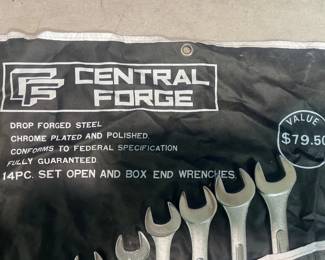 CF CENTRAL
FORGE
DROP FORGED STEEL
CHROME PLATED AND POLISHED.
CONFORMS TO FEDERAL SPECIFICATION
FULLY GUARANTEED
14PC. SET OPEN AND BOX END WRENCHES.
VALUE
$79.50